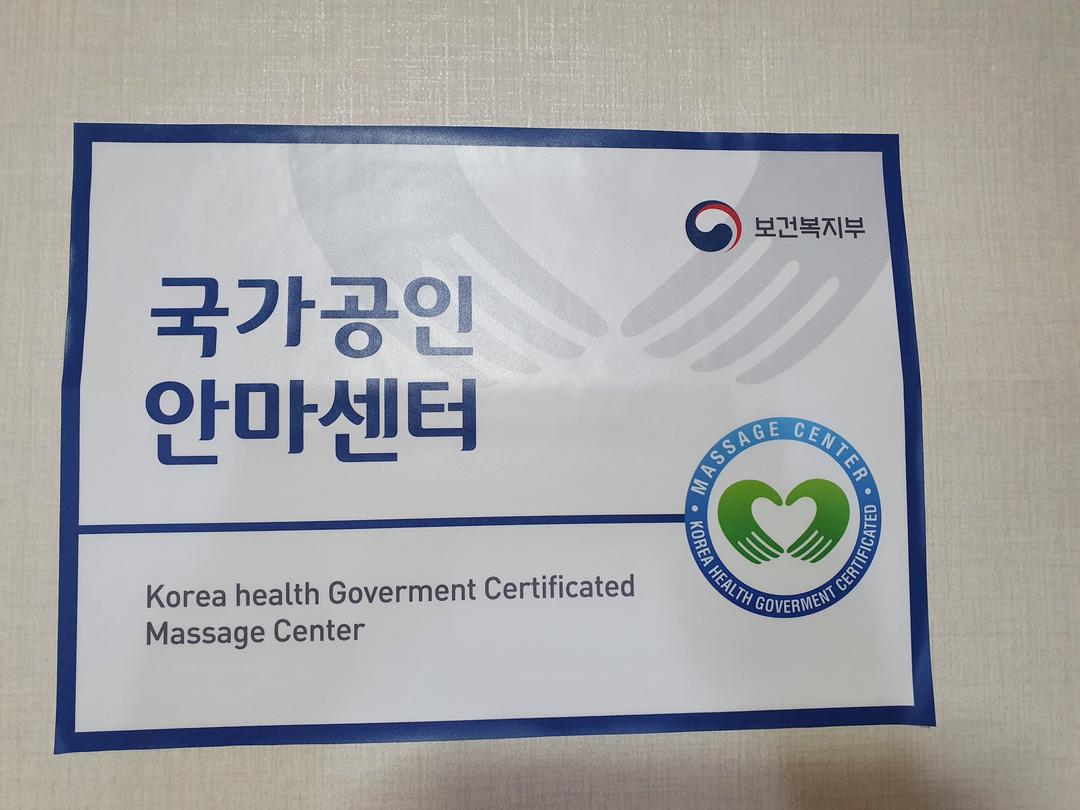 보건복지부
국가공인
안마센터
MASSAGE CENTER
KOREA HEALTH GOVERMENT CERTIFICATED
Korea health Goverment Certificated
Massage Center